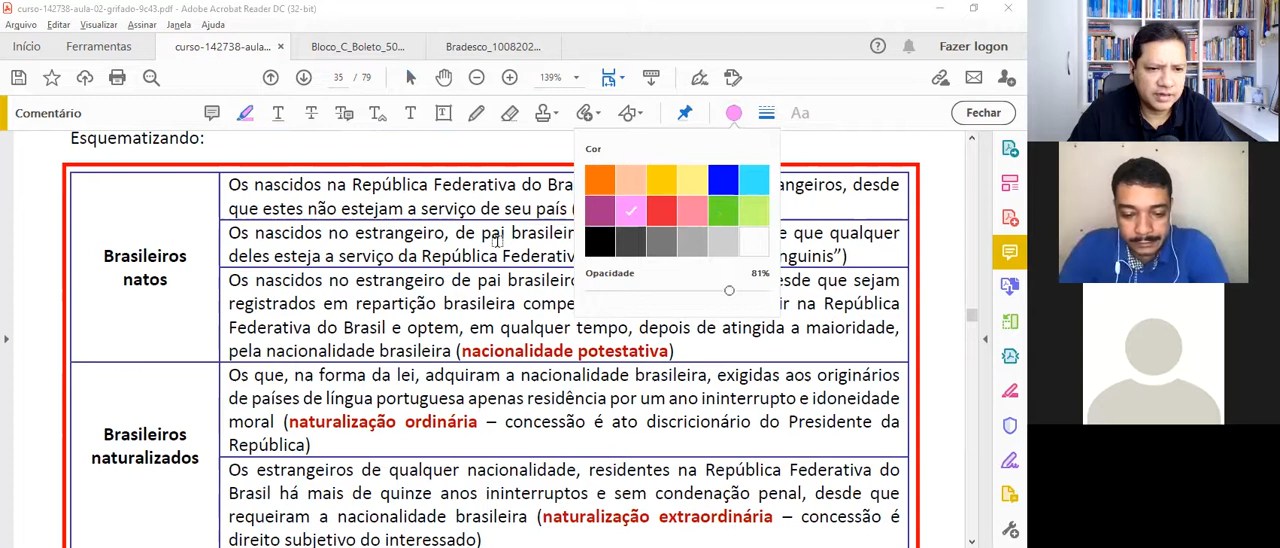 curso-142738-aula-02-grifado-9c43.pdf - Adobe Acrobat Reader DC (32-bit)
Arquivo Editar Visualizar Assinar Janela Ajuda
Início Ferramentas curso-142738-aula... × Bloco_C_Boleto_50... Bradesco_1008202... Fazer logon
35 / 79 139%
Comentário Aa Fechar
Esquematizando:
Cor
Opacidade 81%
Brasileiros
natos
Os nascidos na República Federativa do Bra angeiros, desde
que estes não estejam a serviço de seu país (
Os nascidos no estrangeiro de pai brasileir e que qualquer
deles esteja a serviço da República Federativ nguinis”)
Os nascidos no estrangeiro de pai brasileiro desde que sejam
registrados em repartição brasileira compe ir na República
Federativa do Brasil e optem, em qualquer tempo, depois de atingida a maioridade,
pela nacionalidade brasileira (nacionalidade potestativa)
Brasileiros
naturalizados
Os que, na forma da lei, adquiram a nacionalidade brasileira, exigidas aos originários
de países de língua portuguesa apenas residência por um ano ininterrupto e idoneidade
moral (naturalização ordinária – concessão é ato discricionário do Presidente da
República)
Os estrangeiros de qualquer nacionalidade, residentes na República Federativa do
Brasil há mais de quinze anos ininterruptos e sem condenação penal, desde que
requeiram a nacionalidade brasileira (naturalização extraordinária – concessão é
direito subjetivo do interessado)